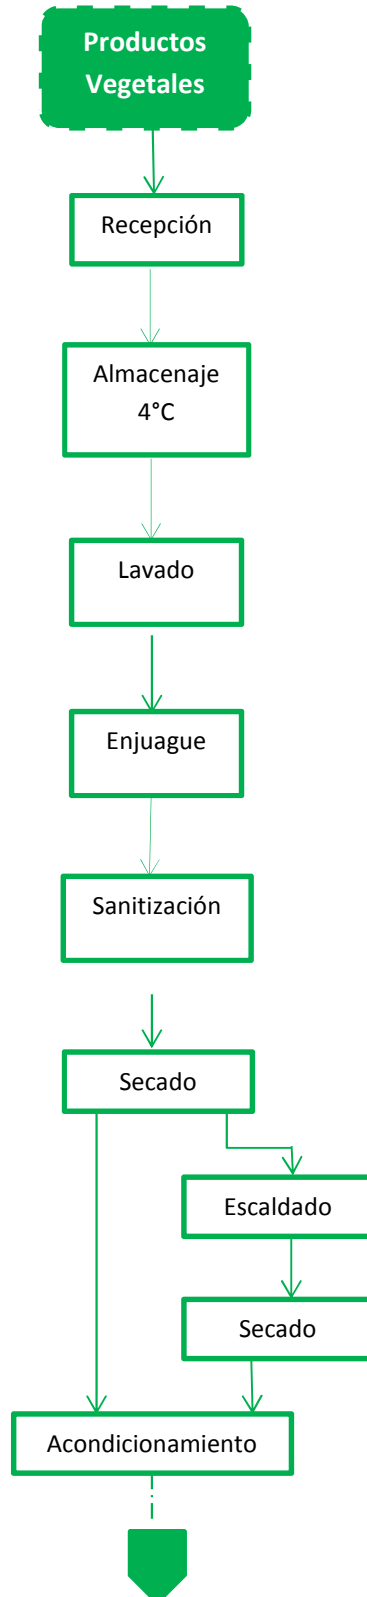 Productos
Vegetales
Recepción
Almacenaje
4°C
Lavado
Enjuague
Sanitización
Secado
Escaldado
Secado
Acondicionamiento